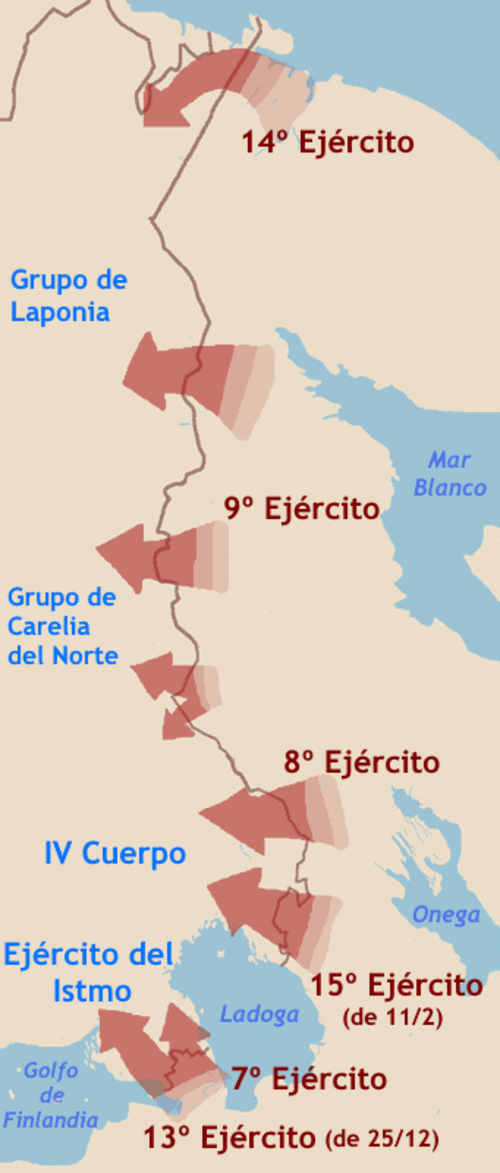 14º Ejército
Grupo de
Laponia
Mar
Blanco
9º Ejército
Grupo de
Carelia
del Norte
8º Ejército
IV Cuerpo
Onega
Ejército del
Istmo
15º Ejército
(de 11/2)
Ladoga
Golfo
de
Finlandia
7º Ejército
13º Ejército (de 25/12)